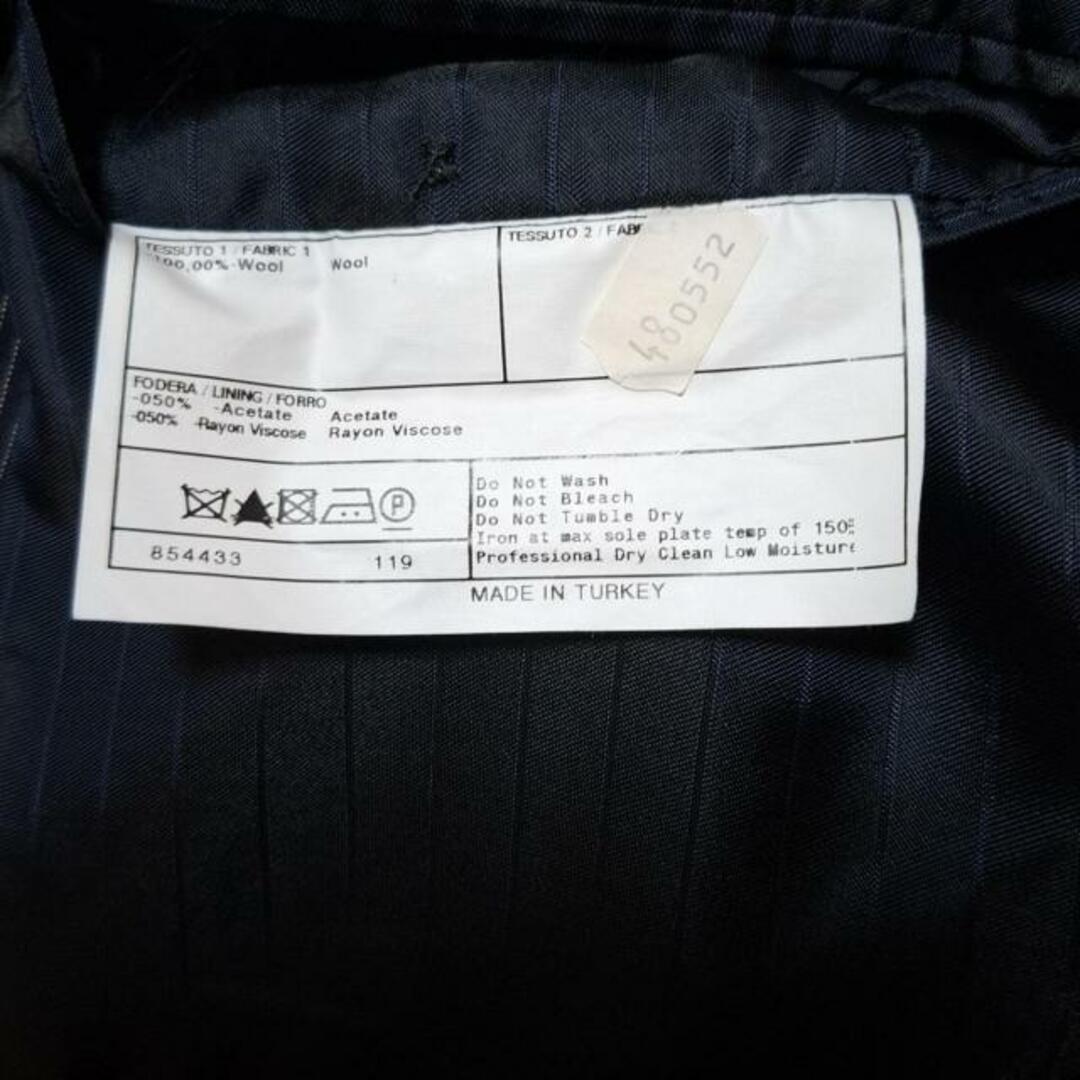 TESSUTO 1 / FABRIC 1
100,00%-Wool Wool
TESSUTO 2 /
480552
FODERA / LINING / FORRO
-050% -Acetate Acetate
-050% -Rayon Viscose Rayon Viscose
P
Do Not Wash
Do Not Bleach
Do Not Tumble Dry
Iron at max sole plate temp of 150
Professional Dry Clean Low Moisture
854433 119
MADE IN TURKEY